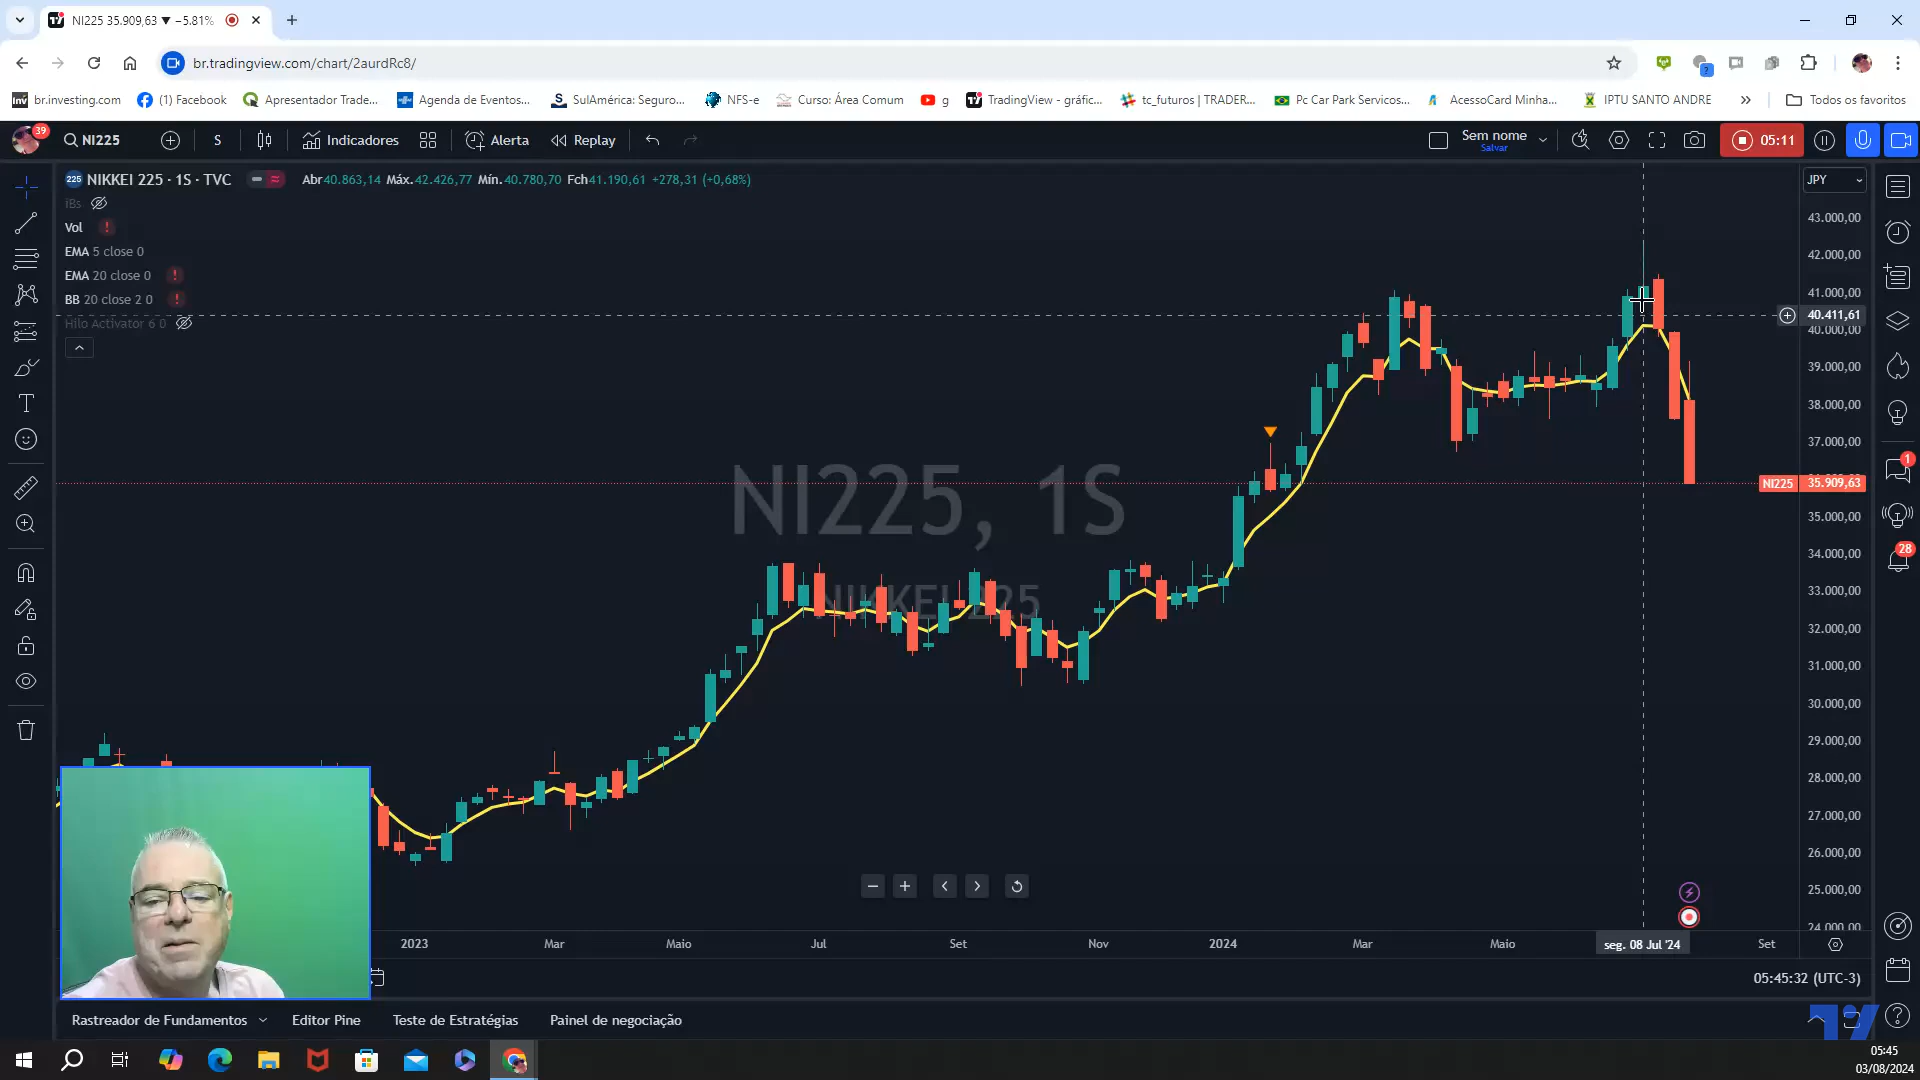 NI225 35.909,63 ▼ −5.81%
br.tradingview.com/chart/2aurdRc8/
br.investing.com
(1) Facebook
Apresentador Trade...
Agenda de Eventos...
SulAmérica: Seguro...
NFS-e
Curso: Área Comum
g
TradingView - gráfic...
tc_futuros | TRADER...
Pc Car Park Servicos...
AcessoCard Minha...
IPTU SANTO ANDRE
Todos os favoritos
39
NI225
S
Indicadores
Alerta
Replay
Sem nome
Salvar
05:11
225 NIKKEI 225 · 1S · TVC
Abr40.863,14 Máx.42.426,77 Mín.40.780,70 Fch41.190,61 +278,31 (+0,68%)
JPY
iBs
Vol
EMA 5 close 0
EMA 20 close 0
BB 20 close 2 0
Hilo Activator 6 0
43.000,00
42.000,00
41.000,00
40.411,61
40.000,00
39.000,00
38.000,00
37.000,00
NI225 35.909,63
35.000,00
34.000,00
33.000,00
32.000,00
31.000,00
30.000,00
29.000,00
28.000,00
27.000,00
26.000,00
25.000,00
24.000,00
NI225, 1S
NIKKEI 225
1
28
2023
Mar
Maio
Jul
Set
Nov
2024
Mar
Maio
seg. 08 Jul '24
Set
05:45:32 (UTC-3)
Rastreador de Fundamentos
Editor Pine
Teste de Estratégias
Painel de negociação
05:45
03/08/2024